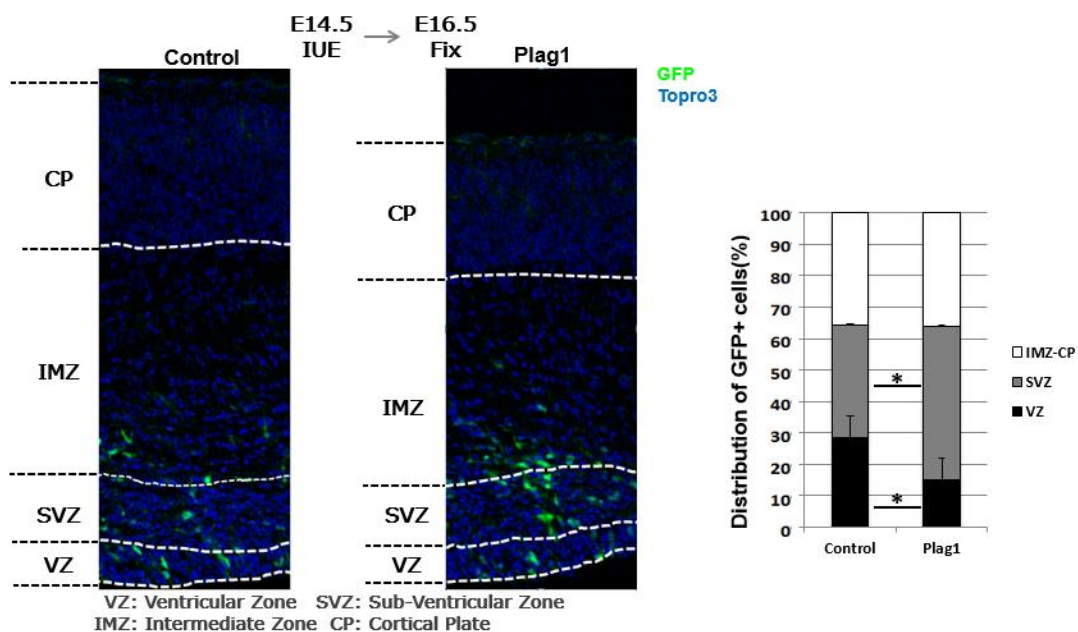 E14.5 → E16.5
IUE Fix
Control
Plag1
GFP
Topro3
CP
IMZ
SVZ
VZ
CP
IMZ
SVZ
VZ
VZ: Ventricular Zone SVZ: Sub-Ventricular Zone
IMZ: Intermediate Zone CP: Cortical Plate
Distribution of GFP+ cells(%)
100
90
80
70
60
50
40
30
20
10
0
*
*
Control
Plag1
IMZ-CP
SVZ
VZ